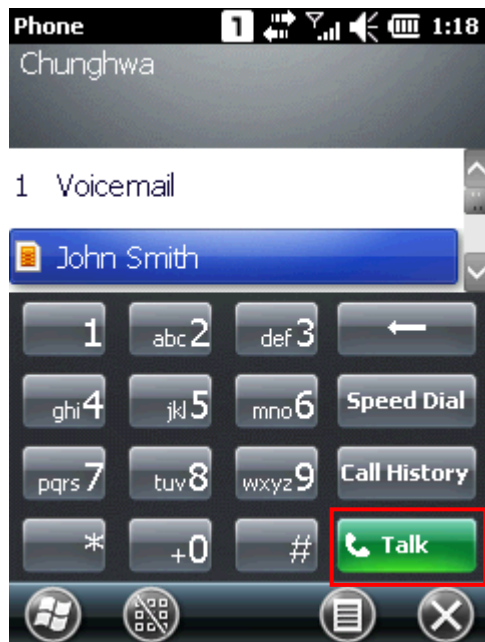 Phone 1 1:18
Chunghwa
1 Voicemail
John Smith
1 abc2 def3
ghi4 jkl5 mno6 Speed Dial
pqrs7 tuv8 wxyz9 Call History
* +0 # Talk